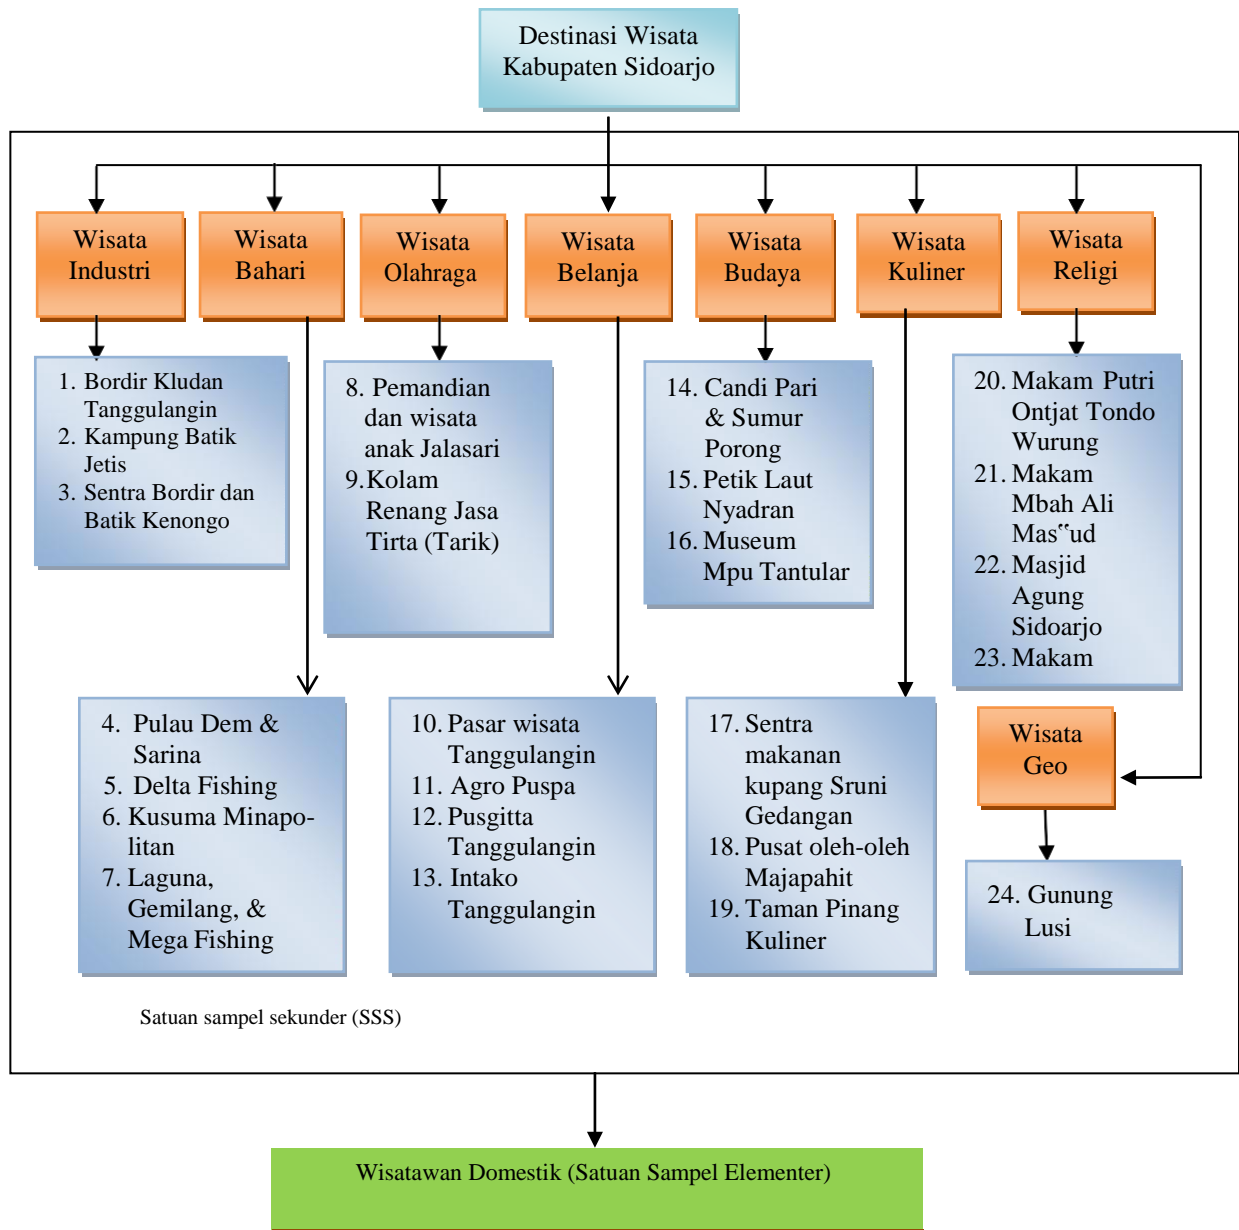 Destinasi Wisata
Kabupaten Sidoarjo
Wisata
Industri
Wisata
Bahari
Wisata
Olahraga
Wisata
Belanja
Wisata
Budaya
Wisata
Kuliner
Wisata
Religi
1. Bordir Kludan
Tanggulangin
2. Kampung Batik
Jetis
3. Sentra Bordir dan
Batik Kenongo
8. Pemandian
dan wisata
anak Jalasari
9. Kolam
Renang Jasa
Tirta (Tarik)
14. Candi Pari
& Sumur
Porong
15. Petik Laut
Nyadran
16. Museum
Mpu Tantular
20. Makam Putri
Ontjat Tondo
Wurung
21. Makam
Mbah Ali
Mas‟ud
22. Masjid
Agung
Sidoarjo
23. Makam
4. Pulau Dem &
Sarina
5. Delta Fishing
6. Kusuma Minapo-
litan
7. Laguna,
Gemilang, &
Mega Fishing
10. Pasar wisata
Tanggulangin
11. Agro Puspa
12. Pusgitta
Tanggulangin
13. Intako
Tanggulangin
17. Sentra
makanan
kupang Sruni
Gedangan
18. Pusat oleh-oleh
Majapahit
19. Taman Pinang
Kuliner
Wisata
Geo
24. Gunung
Lusi
Satuan sampel sekunder (SSS)
Wisatawan Domestik (Satuan Sampel Elementer)